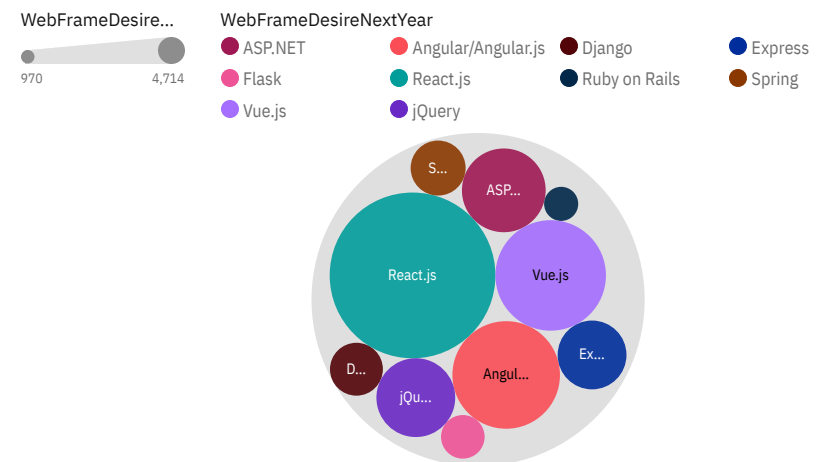 WebFrameDesire... WebFrameDesireNextYear
970 4,714
ASP.NET Angular/Angular.js Django Express
Flask React.js Ruby on Rails Spring
Vue.js jQuery
S...
ASP...
React.js Vue.js
Ex...
D... Angul...
jQu...